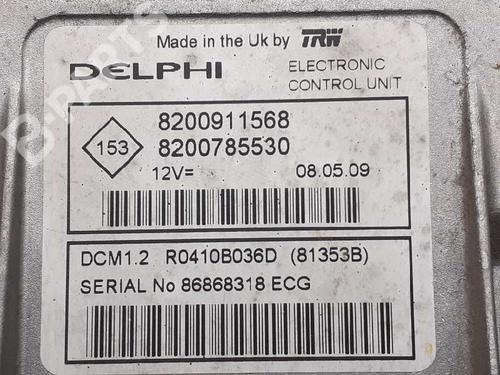 Made in the Uk by TRW
DELPHI
ELECTRONIC
CONTROL UNIT
153
8200911568
8200785530
12V= 08.05.09
DCM1.2 R0410B036D (81353B)
SERIAL No 86868318 ECG
B-PARTS